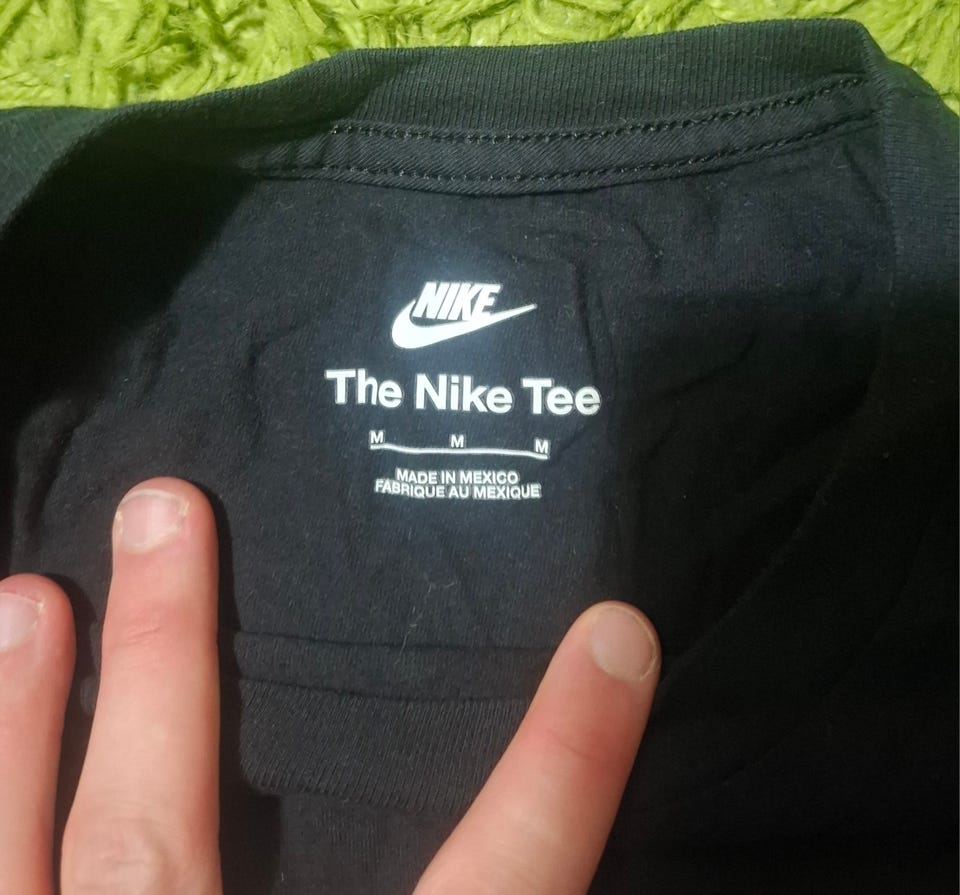 NIKE
The Nike Tee
M M M
MADE IN MEXICO
FABRIQUE AU MEXIQUE